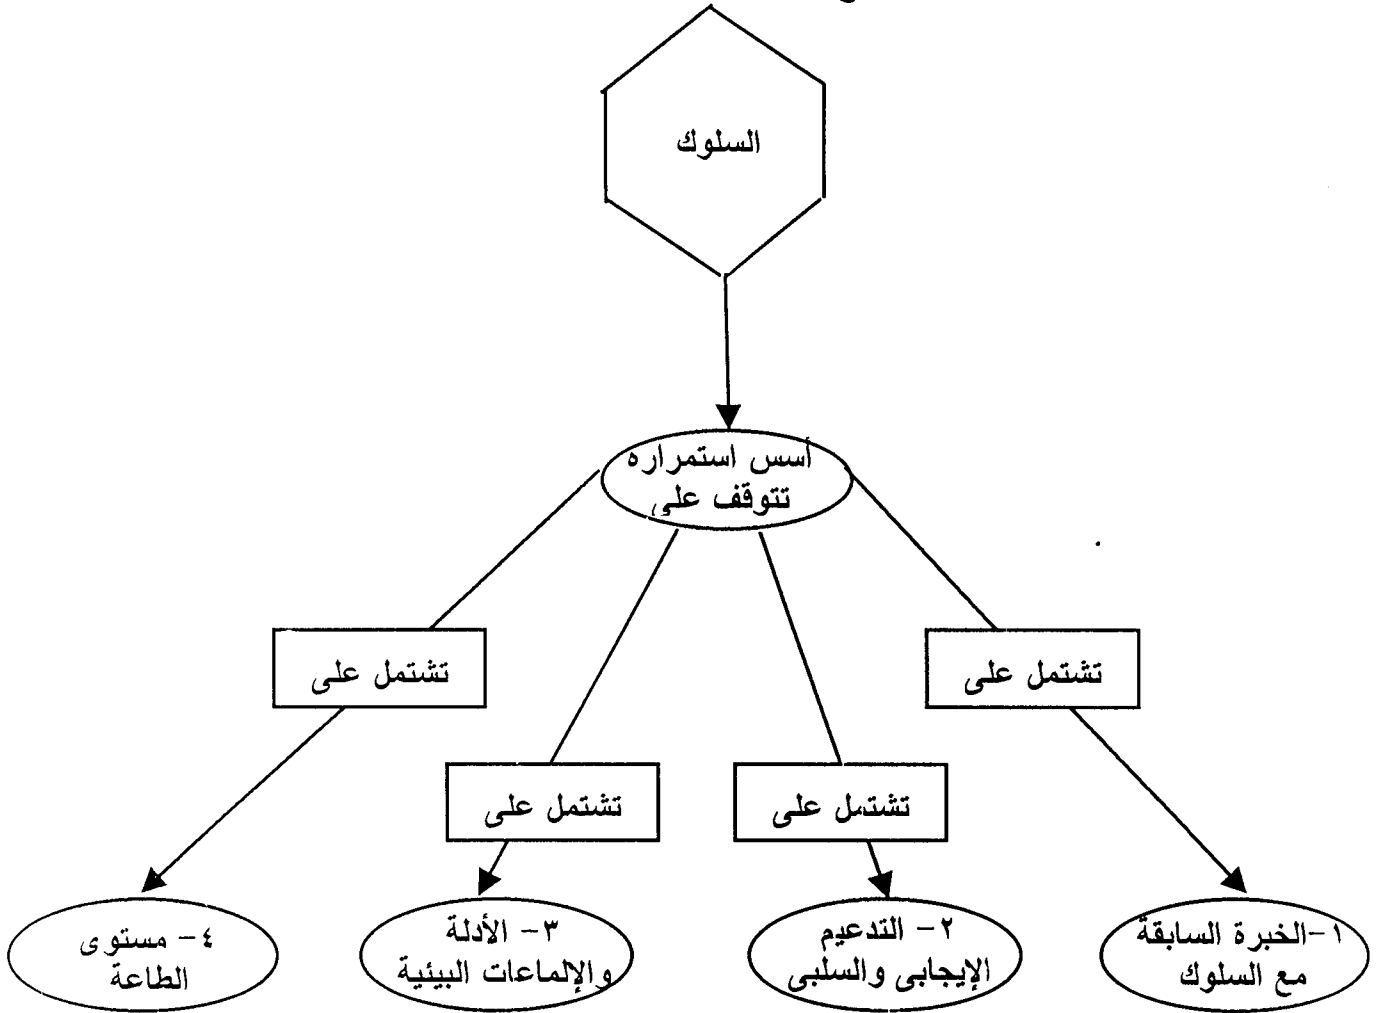 السلوك
أسس استمراره
تتوقف على
تشتمل على
تشتمل على
تشتمل على
تشتمل على
١-الخبرة السابقة
مع السلوك
٢- التدعيم
الإيجابى والسلبى
٣- الأدلة
والإلماعات البيئية
٤- مستوى
الطاعة